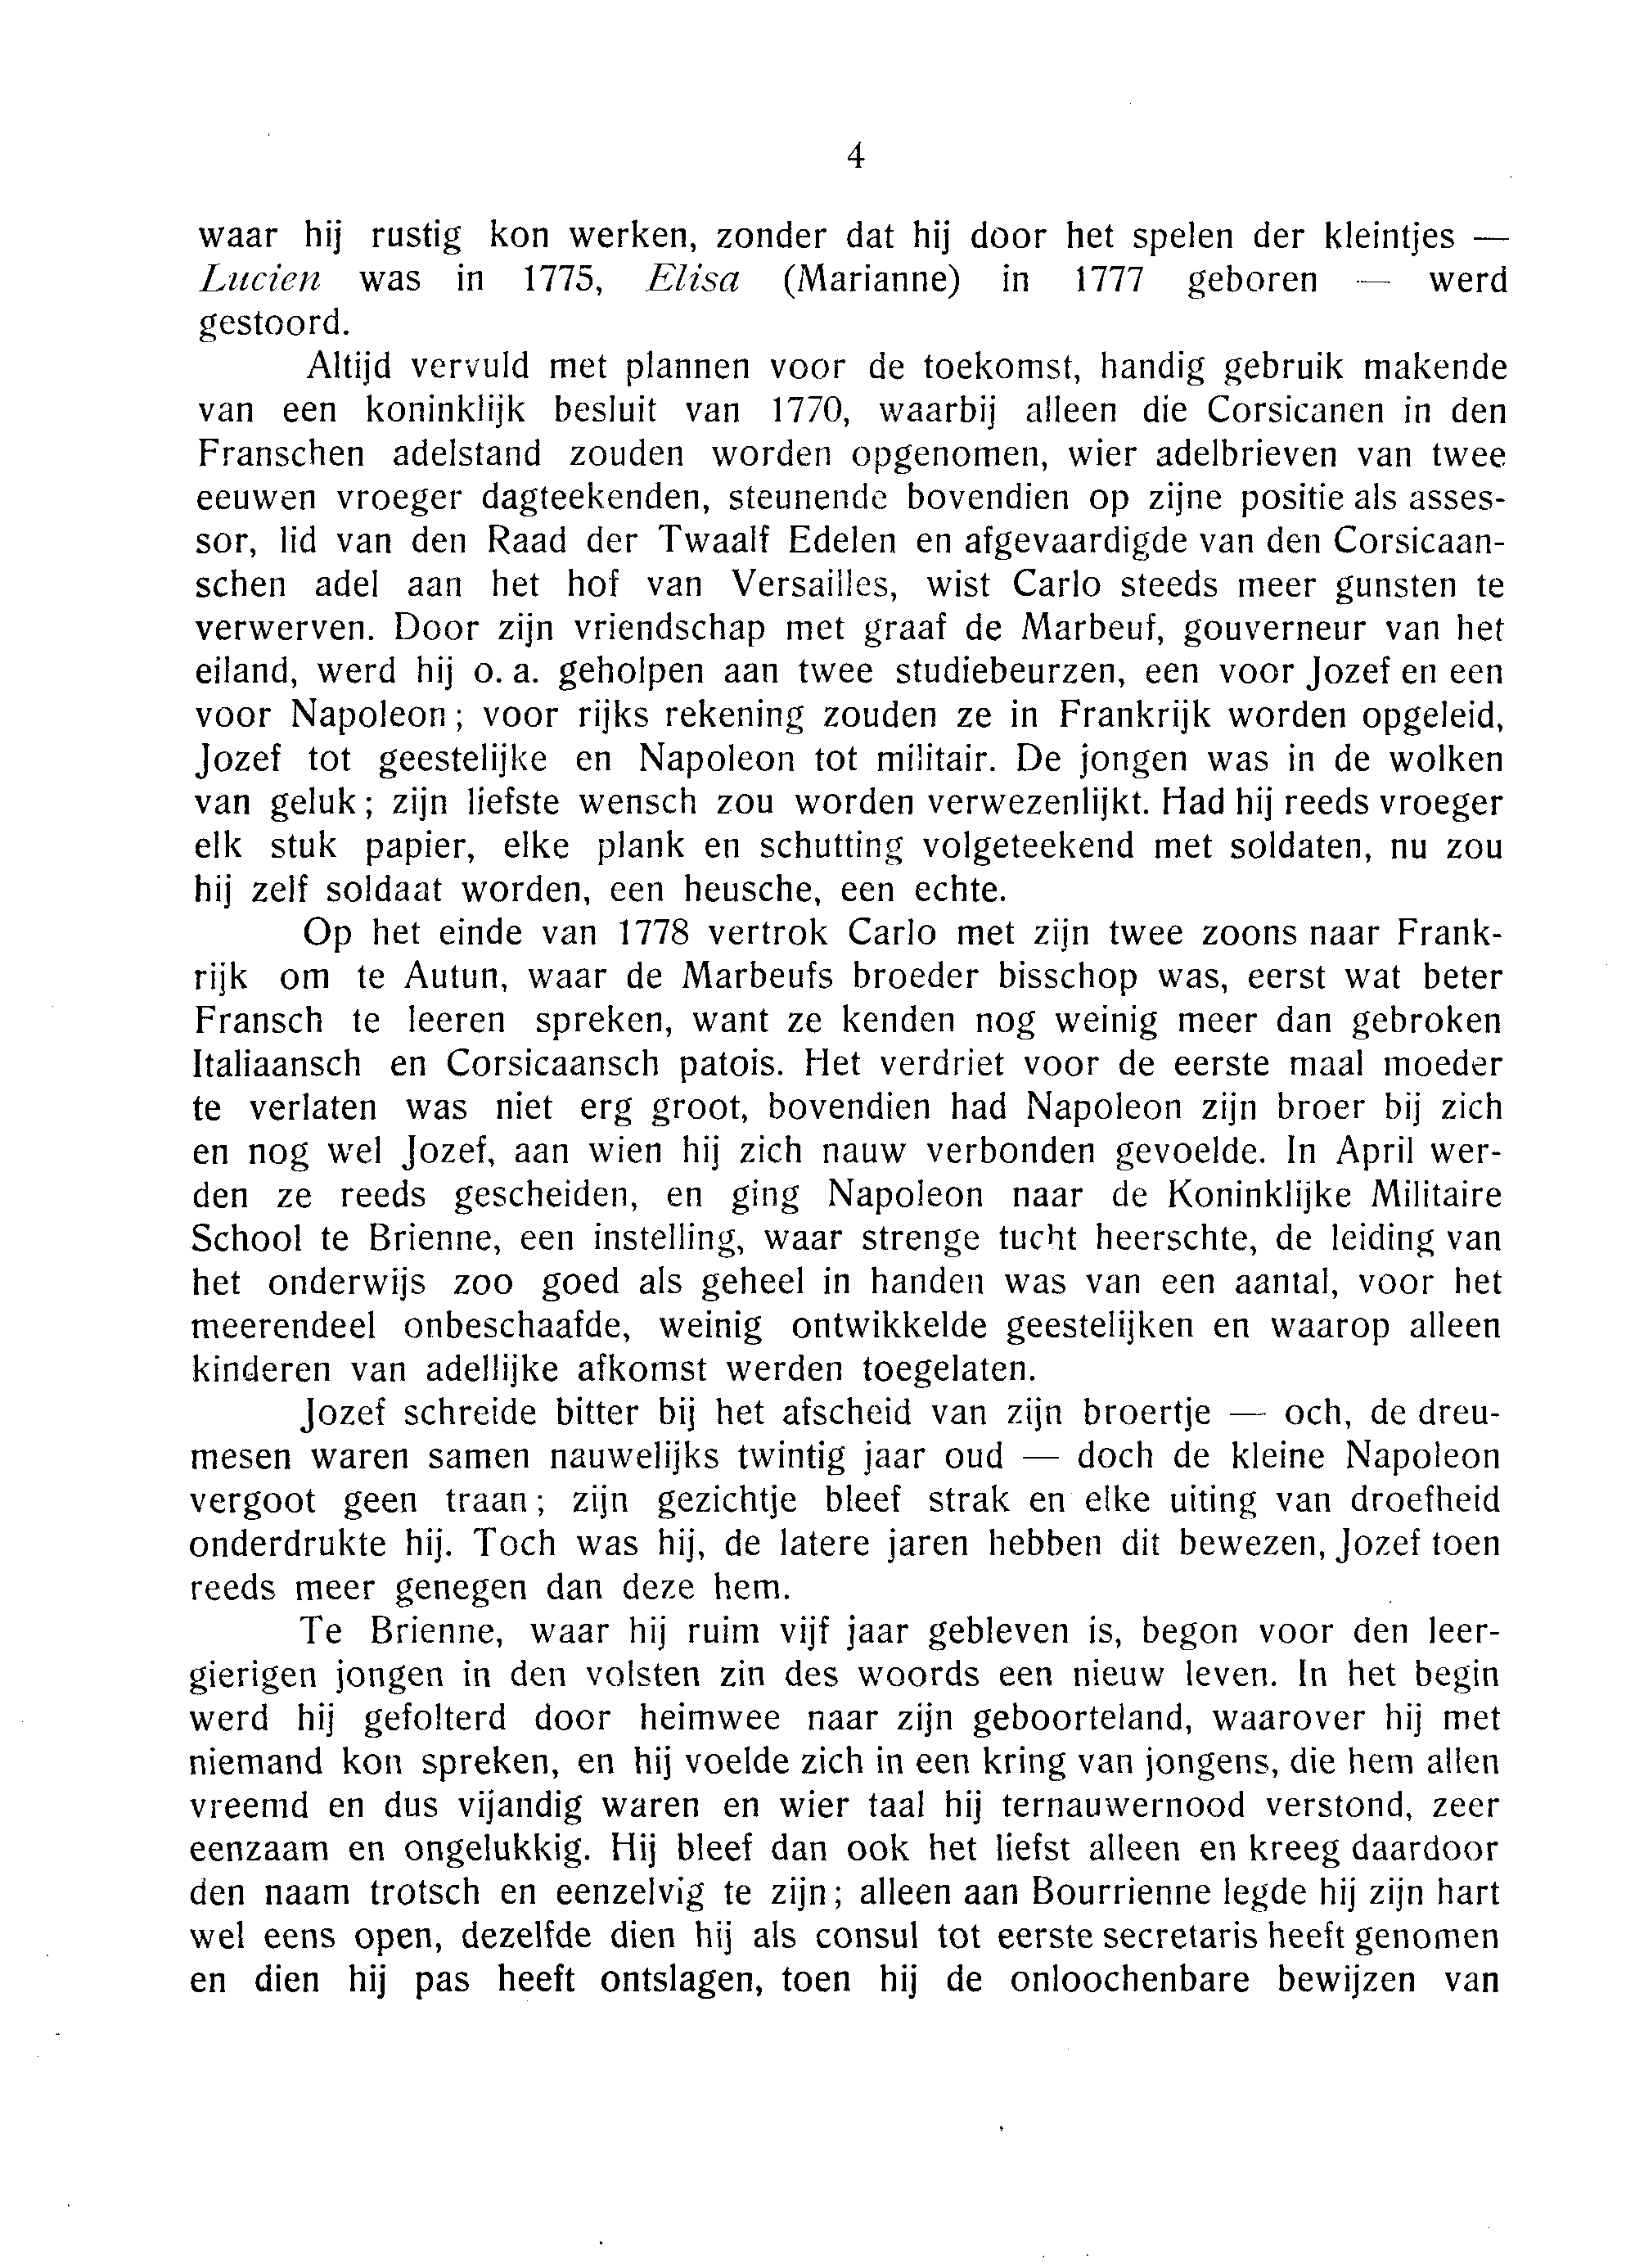 4
waar hij rustig kon werken, zonder dat hij door het spelen der kleintjes —
Lucien was in 1775, Elisa (Marianne) in 1777 geboren — werd
gestoord.
Altijd vervuld met plannen voor de toekomst, handig gebruik makende
van een koninklijk besluit van 1770, waarbij alleen die Corsicanen in den
Franschen adelstand zouden worden opgenomen, wier adelbrieven van twee
eeuwen vroeger dagteekenden, steunende bovendien op zijne positie als asses-
sor, lid van den Raad der Twaalf Edelen en afgevaardigde van den Corsicaan-
schen adel aan het hof van Versailles, wist Carlo steeds meer gunsten te
verwerven. Door zijn vriendschap met graaf de Marbeuf, gouverneur van het
eiland, werd hij o. a. geholpen aan twee studiebeurzen, een voor Jozef en een
voor Napoleon; voor rijks rekening zouden ze in Frankrijk worden opgeleid,
Jozef tot geestelijke en Napoleon tot militair. De jongen was in de wolken
van geluk; zijn liefste wensch zou worden verwezenlijkt. Had hij reeds vroeger
elk stuk papier, elke plank en schutting volgeteekend met soldaten, nu zou
hij zelf soldaat worden, een heusche, een echte.
Op het einde van 1778 vertrok Carlo met zijn twee zoons naar Frank-
rijk om te Autun, waar de Marbeufs broeder bisschop was, eerst wat beter
Fransch te leeren spreken, want ze kenden nog weinig meer dan gebroken
Italiaansch en Corsicaansch patois. Het verdriet voor de eerste maal moeder
te verlaten was niet erg groot, bovendien had Napoleon zijn broer bij zich
en nog wel Jozef, aan wien hij zich nauw verbonden gevoelde. In April wer-
den ze reeds gescheiden, en ging Napoleon naar de Koninklijke Militaire
School te Brienne, een instelling, waar strenge tucht heerschte, de leiding van
het onderwijs zoo goed als geheel in handen was van een aantal, voor het
meerendeel onbeschaafde, weinig ontwikkelde geestelijken en waarop alleen
kinderen van adellijke afkomst werden toegelaten.
Jozef schreide bitter bij het afscheid van zijn broertje — och, de dreu-
mesen waren samen nauwelijks twintig jaar oud — doch de kleine Napoleon
vergoot geen traan; zijn gezichtje bleef strak en elke uiting van droefheid
onderdrukte hij. Toch was hij, de latere jaren hebben dit bewezen, Jozef toen
reeds meer genegen dan deze hem.
Te Brienne, waar hij ruim vijf jaar gebleven is, begon voor den leer-
gierigen jongen in den volsten zin des woords een nieuw leven. In het begin
werd hij gefolterd door heimwee naar zijn geboorteland, waarover hij met
niemand kon spreken, en hij voelde zich in een kring van jongens, die hem allen
vreemd en dus vijandig waren en wier taal hij ternauwernood verstond, zeer
eenzaam en ongelukkig. Hij bleef dan ook het liefst alleen en kreeg daardoor
den naam trotsch en eenzelvig te zijn; alleen aan Bourrienne legde hij zijn hart
wel eens open, dezelfde dien hij als consul tot eerste secretaris heeft genomen
en dien hij pas heeft ontslagen, toen hij de onloochenbare bewijzen van